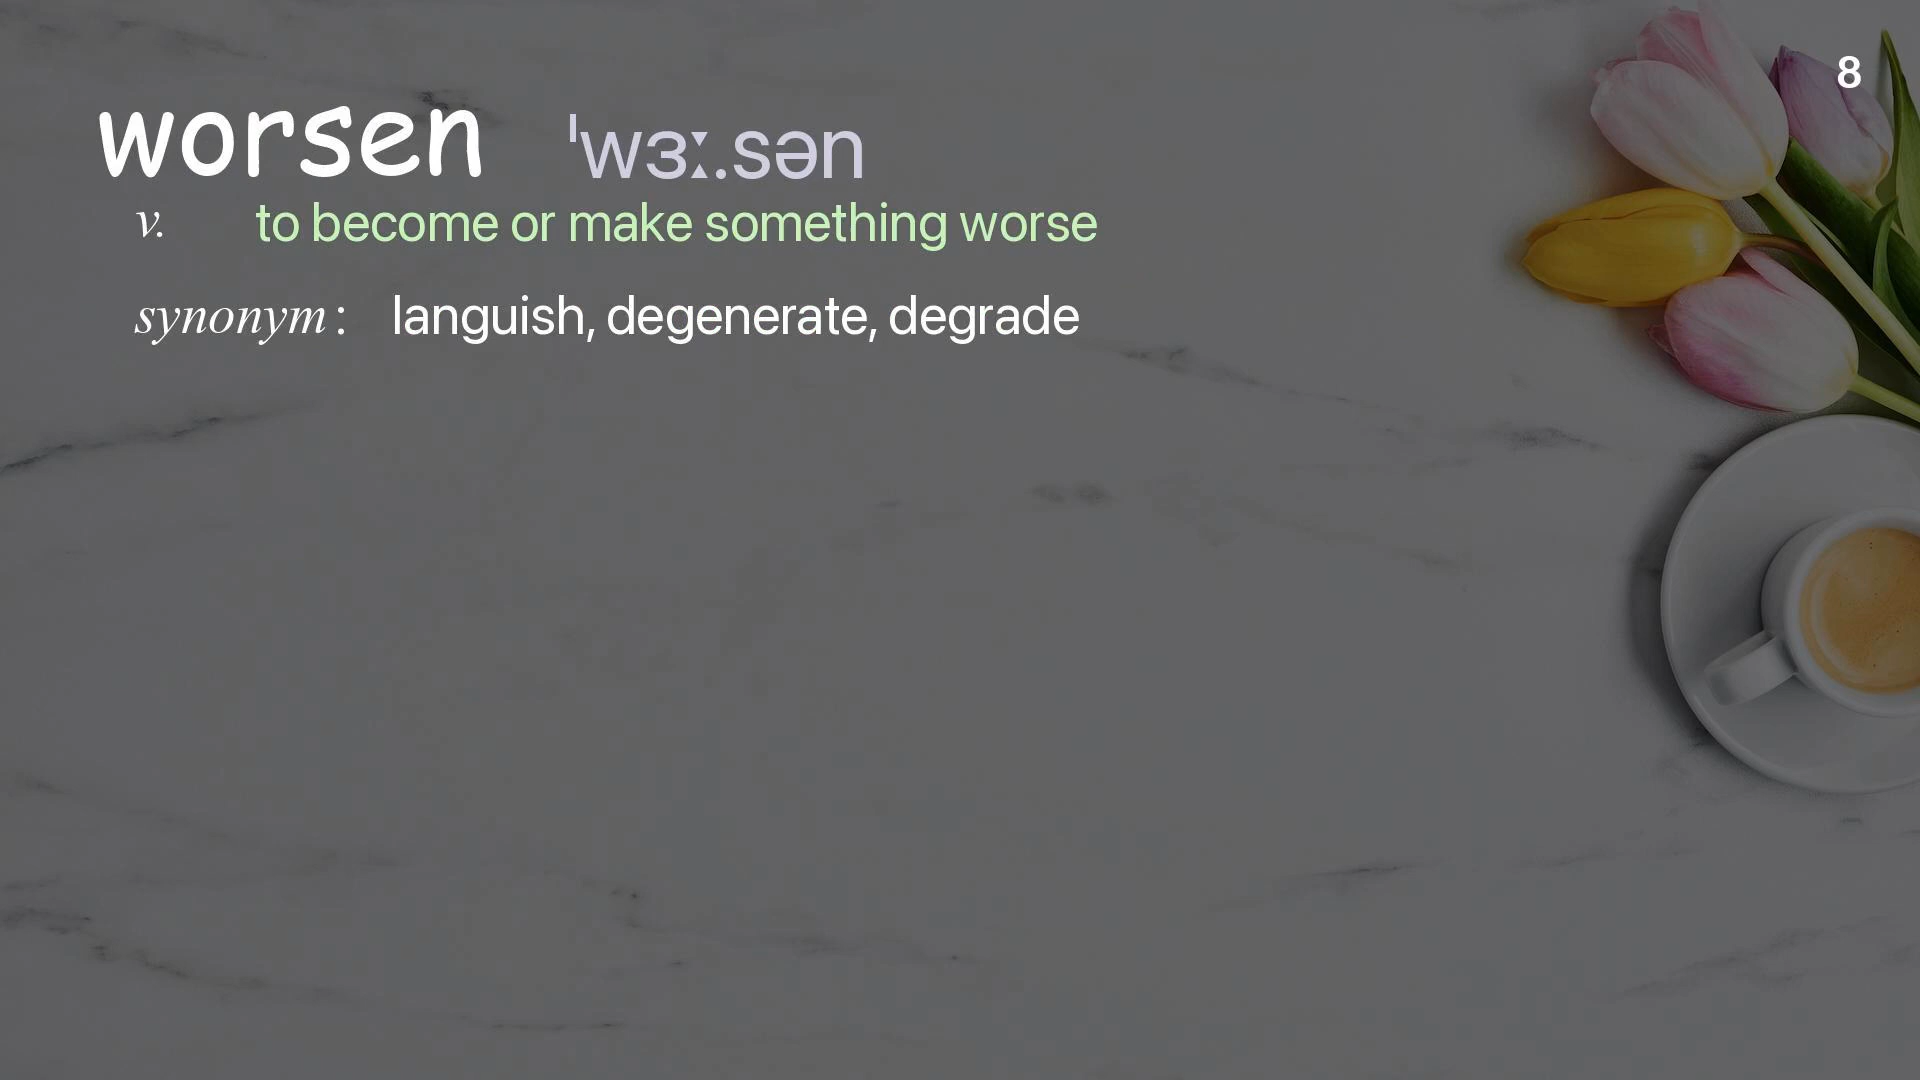 8
worsen ˈwɜː.sən
v. to become or make something worse
synonym : languish, degenerate, degrade